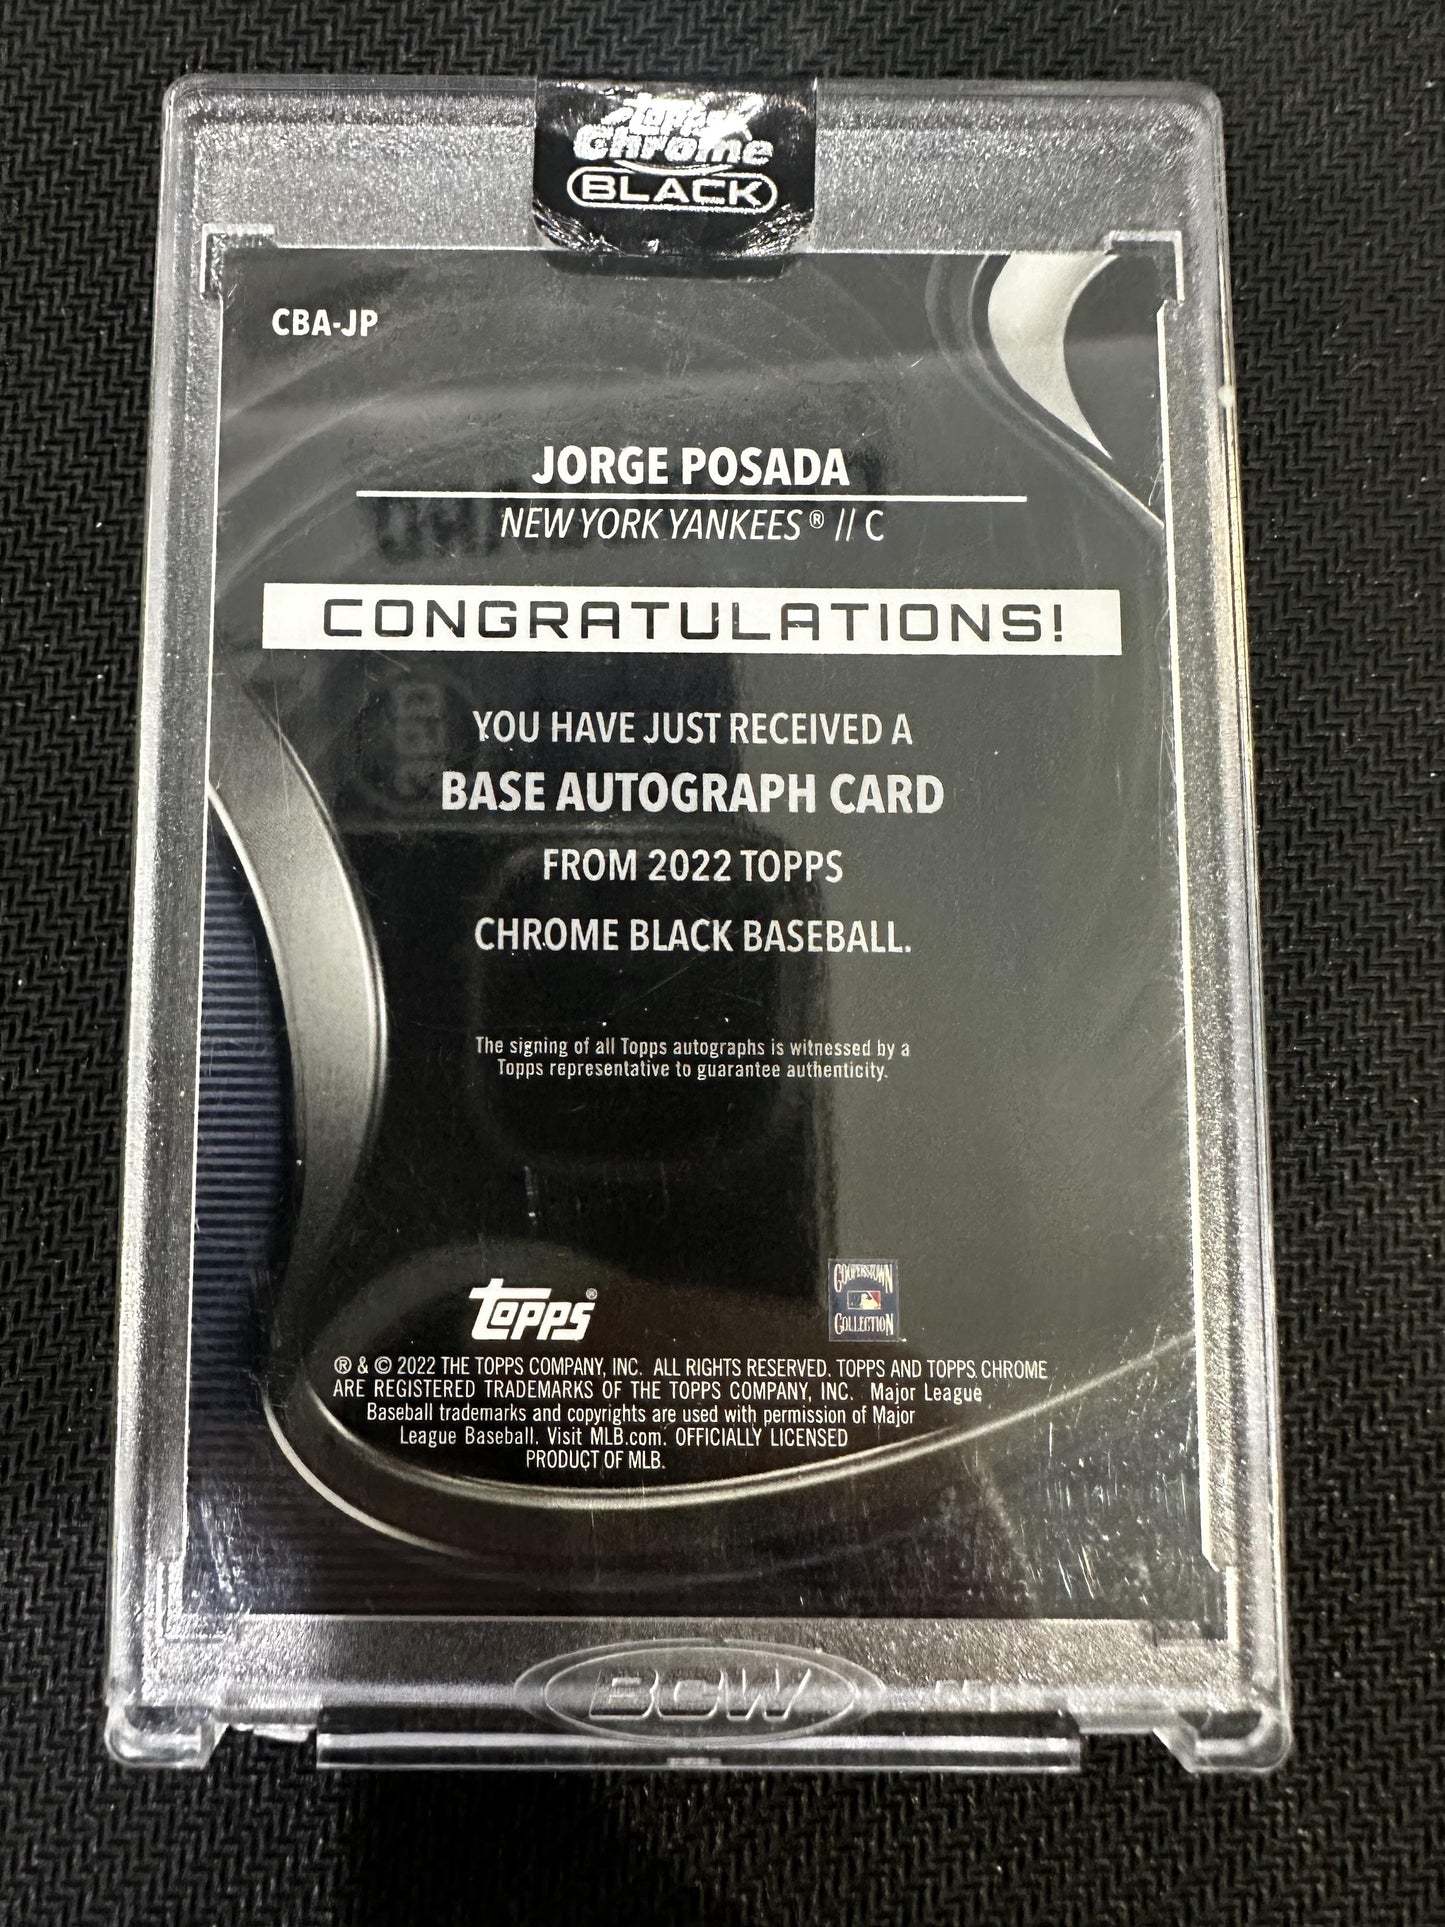 Topps
Chrome
BLACK
CBA-JP
JORGE POSADA
NEW YORK YANKEES® // C
CONGRATULATIONS!
YOU HAVE JUST RECEIVED A
BASE AUTOGRAPH CARD
FROM 2022 TOPPS
CHROME BLACK BASEBALL.
The signing of all Topps autographs is witnessed by a
Topps representative to guarantee authenticity.
topps®
COOPERSTOWN
COLLECTION
® & © 2022 THE TOPPS COMPANY, INC. ALL RIGHTS RESERVED. TOPPS AND TOPPS CHROME
ARE REGISTERED TRADEMARKS OF THE TOPPS COMPANY, INC. Major League
Baseball trademarks and copyrights are used with permission of Major
League Baseball. Visit MLB.com. OFFICIALLY LICENSED
PRODUCT OF MLB.
BCW